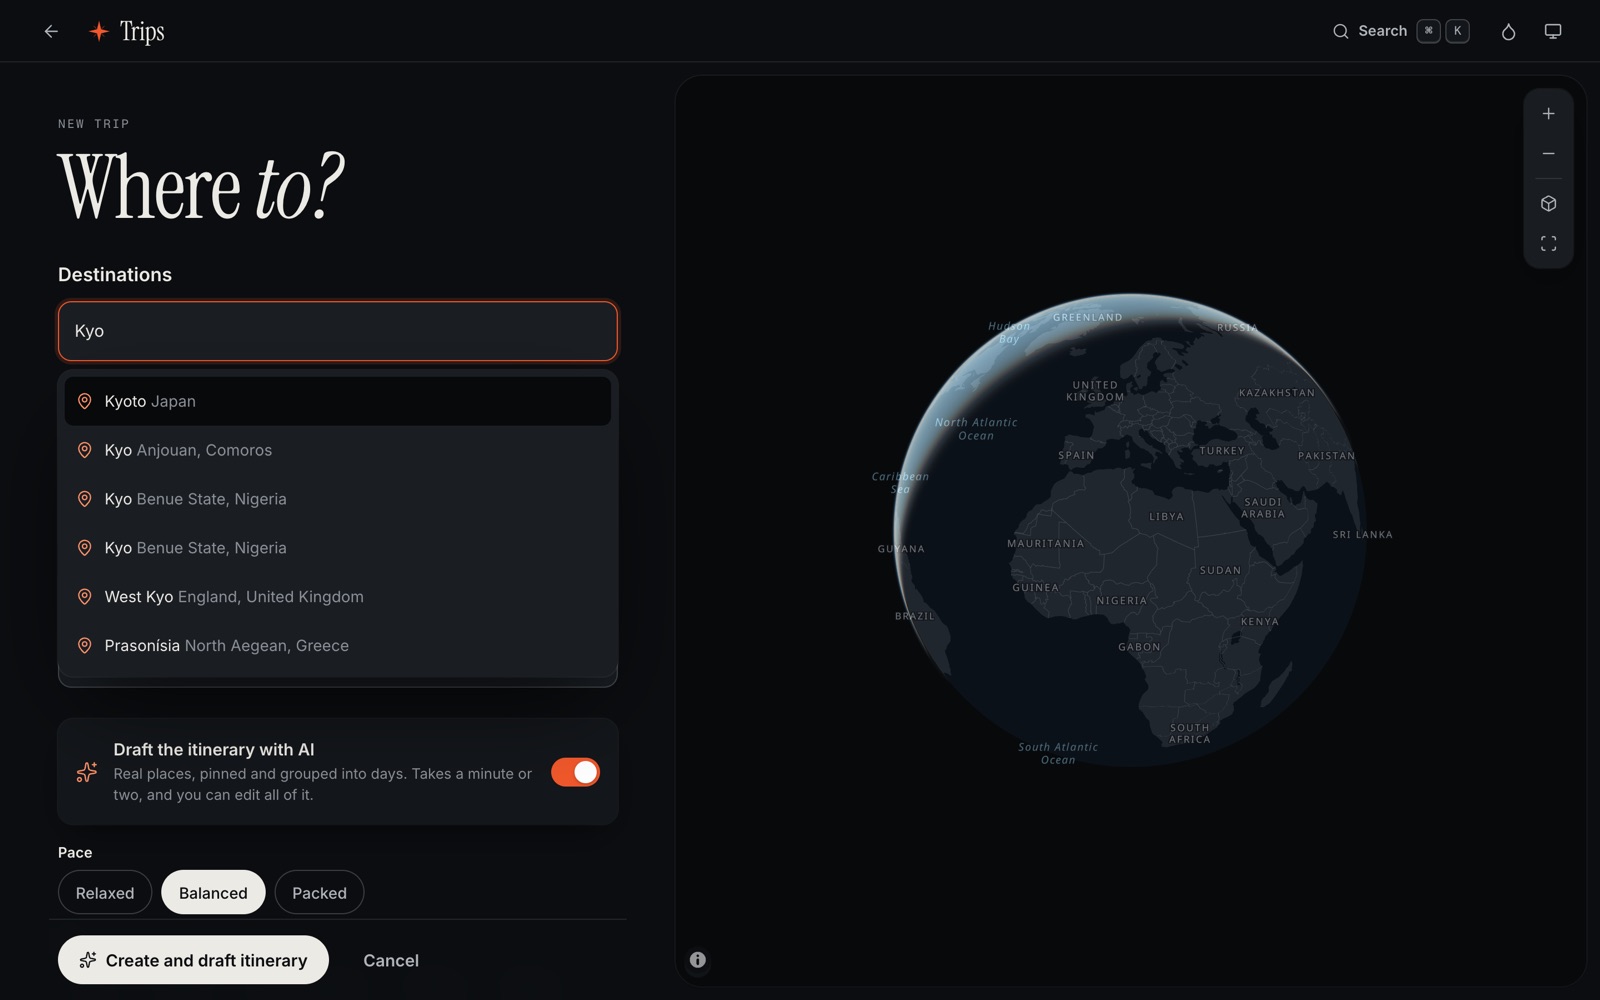 Trips
Search ⌘ K
NEW TRIP
Where to?
Destinations
Kyo
Kyoto Japan
Kyo Anjouan, Comoros
Kyo Benue State, Nigeria
Kyo Benue State, Nigeria
West Kyo England, United Kingdom
Prasonísia North Aegean, Greece
Draft the itinerary with AI
Real places, pinned and grouped into days. Takes a minute or
two, and you can edit all of it.
Pace
Relaxed
Balanced
Packed
Create and draft itinerary
Cancel
GREENLAND
Hudson
Bay
RUSSIA
UNITED
KINGDOM
KAZAKHSTAN
North Atlantic
Ocean
SPAIN
TURKEY
PAKISTAN
Caribbean
Sea
SAUDI
ARABIA
LIBYA
SRI LANKA
MAURITANIA
GUYANA
SUDAN
GUINEA
NIGERIA
BRAZIL
KENYA
GABON
SOUTH
AFRICA
South Atlantic
Ocean